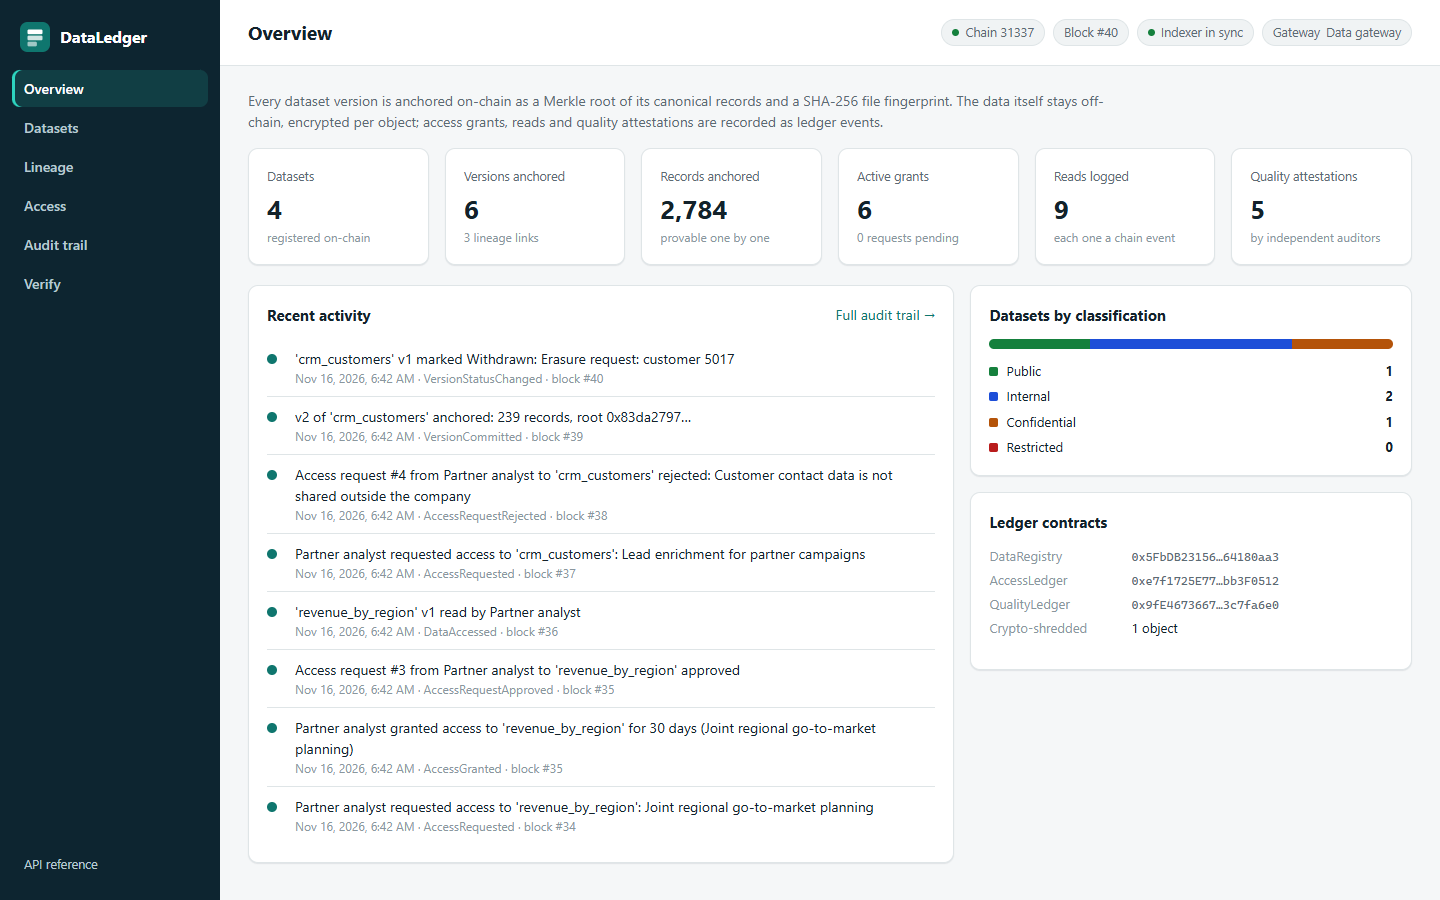 DataLedger
Overview
Datasets
Lineage
Access
Audit trail
Verify
API reference
Overview
Chain 31337
Block #40
Indexer in sync
Gateway Data gateway
Every dataset version is anchored on-chain as a Merkle root of its canonical records and a SHA-256 file fingerprint. The data itself stays off-
chain, encrypted per object; access grants, reads and quality attestations are recorded as ledger events.
Datasets
4
registered on-chain
Versions anchored
6
3 lineage links
Records anchored
2,784
provable one by one
Active grants
6
0 requests pending
Reads logged
9
each one a chain event
Quality attestations
5
by independent auditors
Recent activity
Full audit trail →
'crm_customers' v1 marked Withdrawn: Erasure request: customer 5017
Nov 16, 2026, 6:42 AM · VersionStatusChanged · block #40
v2 of 'crm_customers' anchored: 239 records, root 0x83da2797…
Nov 16, 2026, 6:42 AM · VersionCommitted · block #39
Access request #4 from Partner analyst to 'crm_customers' rejected: Customer contact data is not
shared outside the company
Nov 16, 2026, 6:42 AM · AccessRequestRejected · block #38
Partner analyst requested access to 'crm_customers': Lead enrichment for partner campaigns
Nov 16, 2026, 6:42 AM · AccessRequested · block #37
'revenue_by_region' v1 read by Partner analyst
Nov 16, 2026, 6:42 AM · DataAccessed · block #36
Access request #3 from Partner analyst to 'revenue_by_region' approved
Nov 16, 2026, 6:42 AM · AccessRequestApproved · block #35
Partner analyst granted access to 'revenue_by_region' for 30 days (Joint regional go-to-market
planning)
Nov 16, 2026, 6:42 AM · AccessGranted · block #35
Partner analyst requested access to 'revenue_by_region': Joint regional go-to-market planning
Nov 16, 2026, 6:42 AM · AccessRequested · block #34
Datasets by classification
Public 1
Internal 2
Confidential 1
Restricted 0
Ledger contracts
DataRegistry 0x5FbDB23156…64180aa3
AccessLedger 0xe7f1725E77…bb3F0512
QualityLedger 0x9fE4673667…3c7fa6e0
Crypto-shredded 1 object